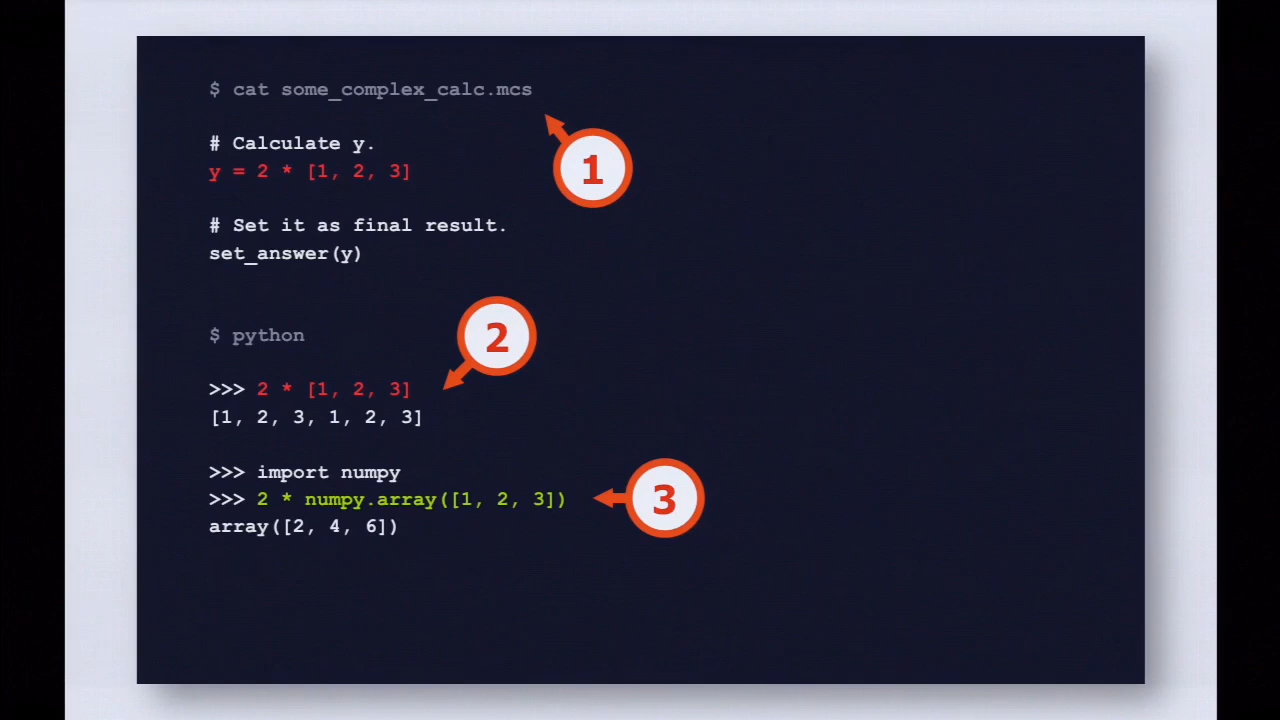 $ cat some_complex_calc.mcs
1
# Calculate y.
y = 2 * [1, 2, 3]
# Set it as final result.
set_answer(y)
$ python
2
>>> 2 * [1, 2, 3]
[1, 2, 3, 1, 2, 3]
>>> import numpy
>>> 2 * numpy.array([1, 2, 3])
3
array([2, 4, 6])